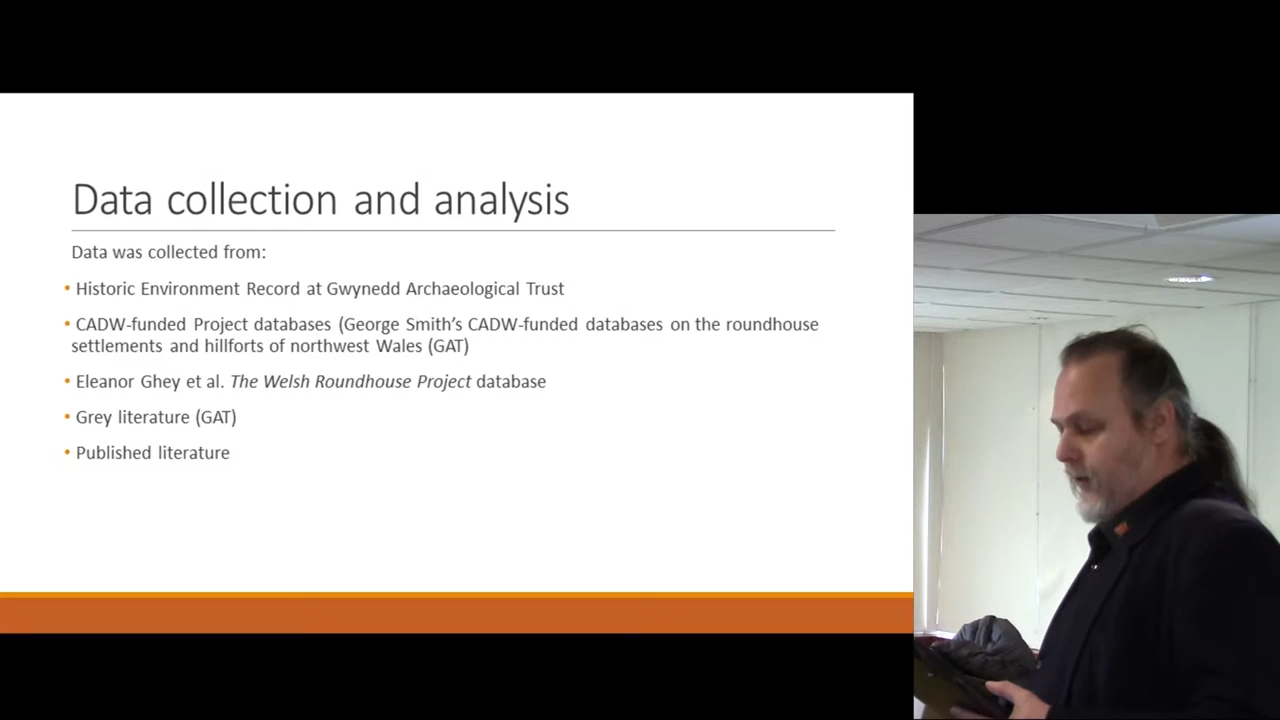 Data collection and analysis
Data was collected from:
• Historic Environment Record at Gwynedd Archaeological Trust
• CADW-funded Project databases (George Smith's CADW-funded databases on the roundhouse
settlements and hillforts of northwest Wales (GAT)
• Eleanor Ghey et al. The Welsh Roundhouse Project database
• Grey literature (GAT)
• Published literature